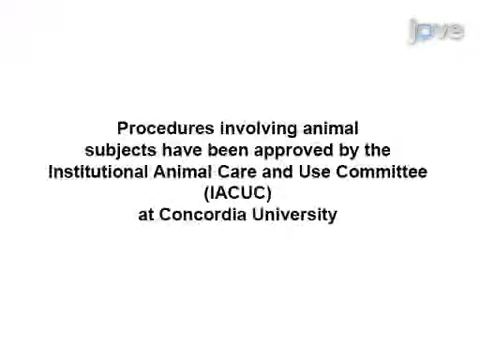 jove
Procedures involving animal
subjects have been approved by the
Institutional Animal Care and Use Committee
(IACUC)
at Concordia University